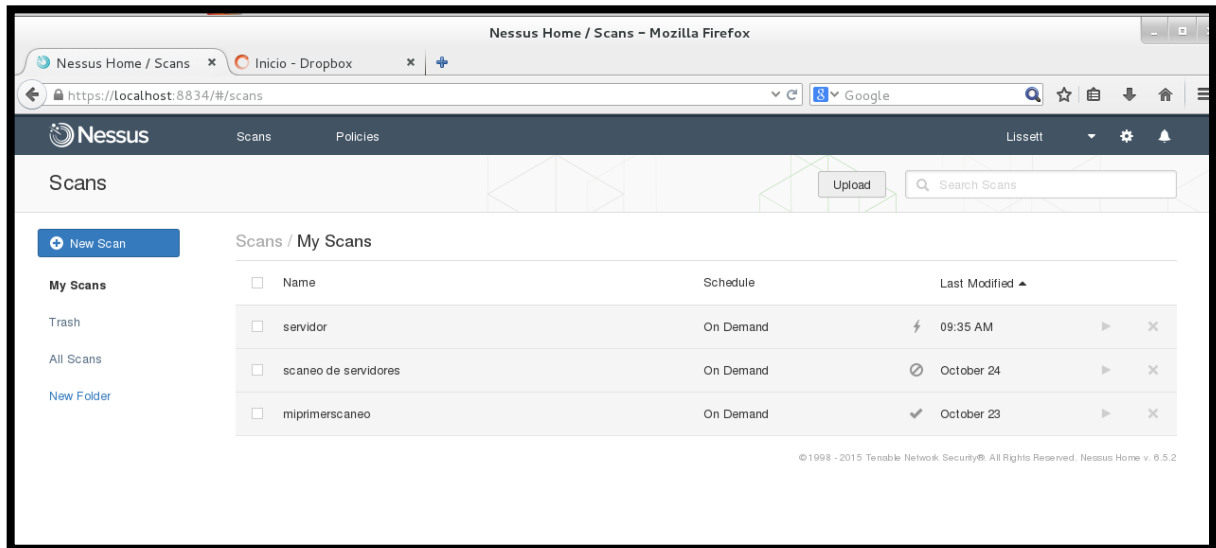 Nessus Home / Scans - Mozilla Firefox
Nessus Home / Scans
Inicio - Dropbox
https://localhost:8834/#/scans
Google
Nessus
Scans
Policies
Lissett
Scans
Upload
Search Scans
New Scan
Scans / My Scans
My Scans
Trash
All Scans
New Folder
Name Schedule Last Modified
servidor On Demand 09:35 AM
scaneo de servidores On Demand October 24
miprimerscaneo On Demand October 23
©1998 - 2015 Tenable Network Security®. All Rights Reserved. Nessus Home v. 6.5.2